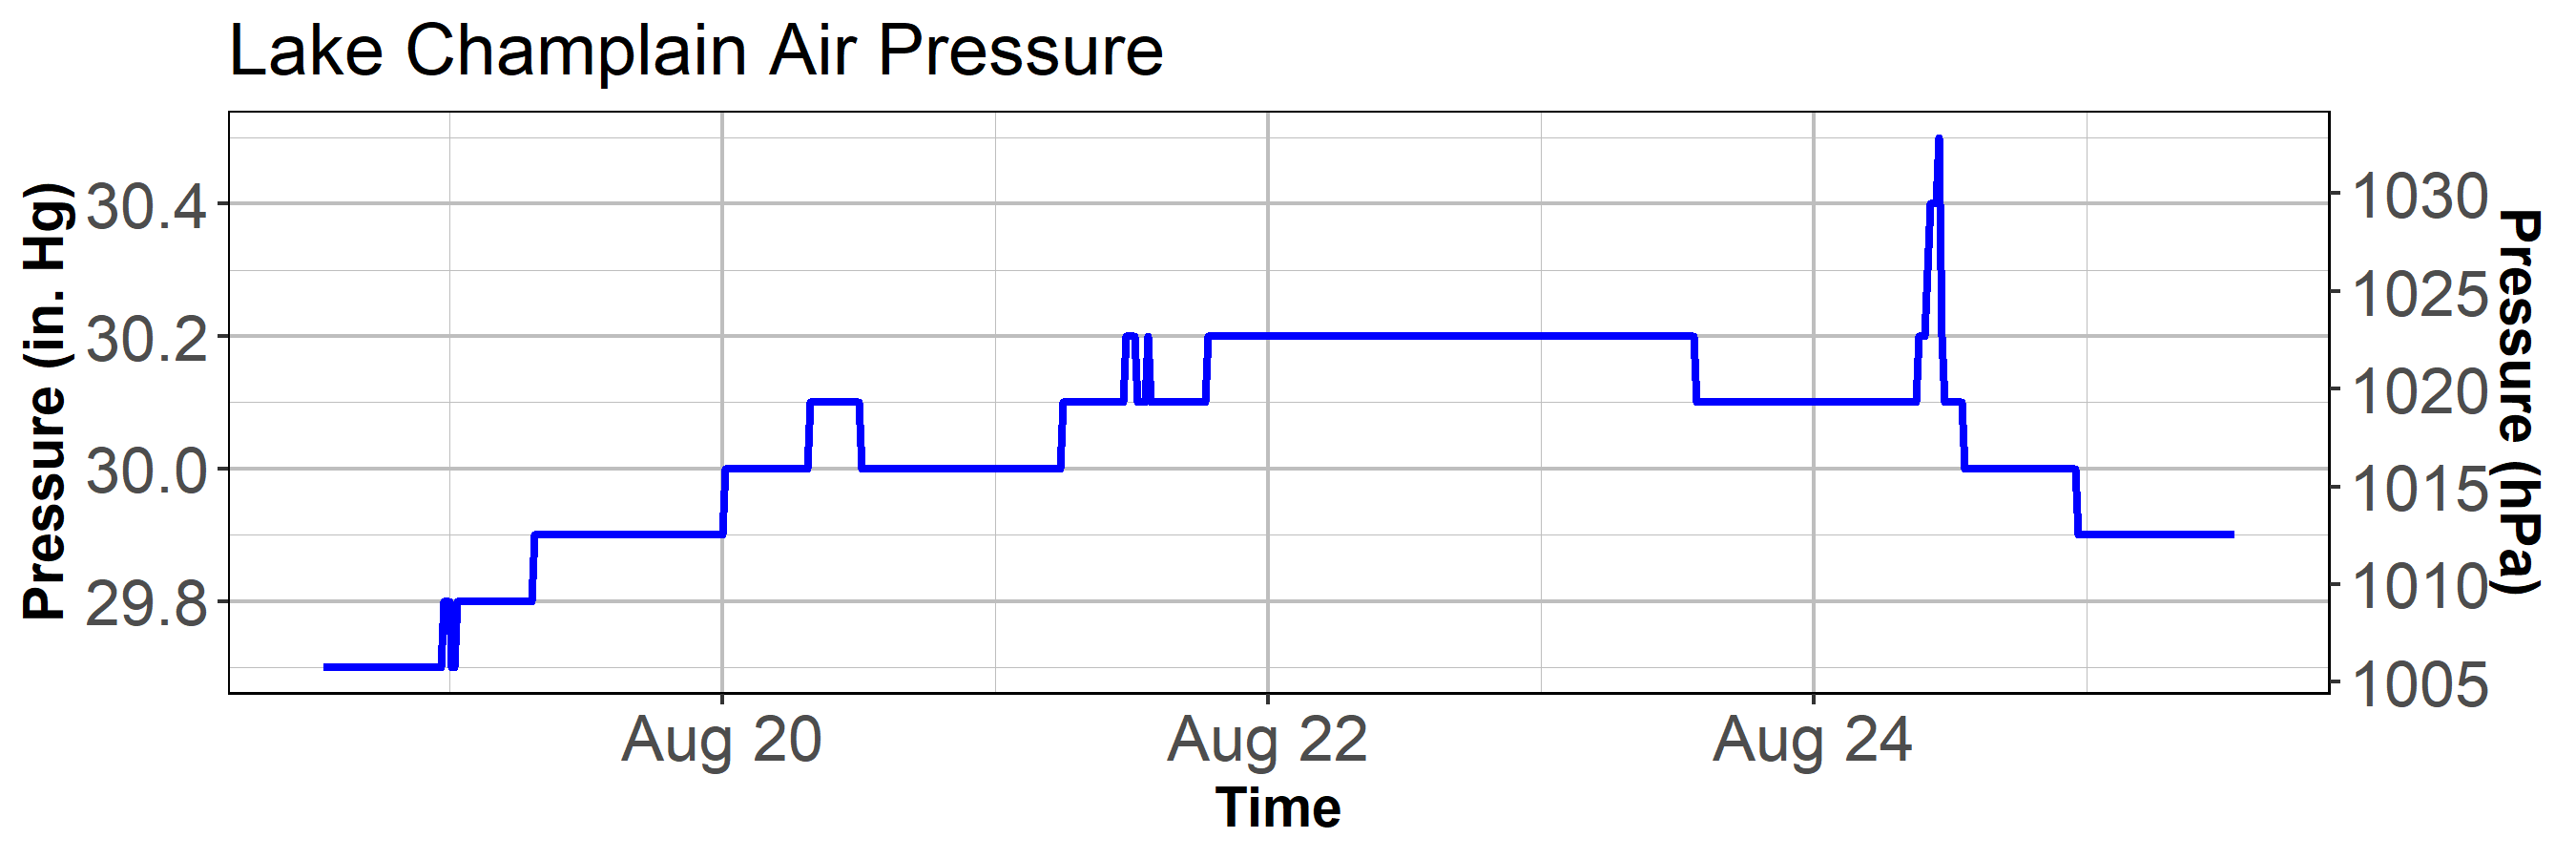 Lake Champlain Air Pressure
Pressure (in. Hg)
30.4
30.2
30.0
29.8
1030
1025
1020
1015
1010
1005
Pressure (hPa)
Aug 20
Aug 22
Aug 24
Time